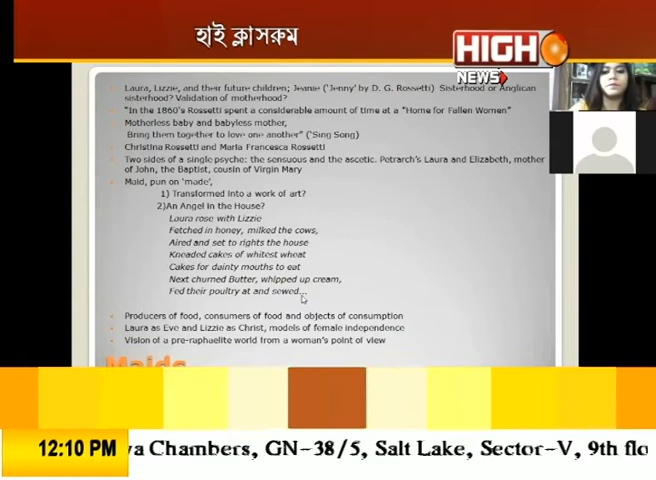 হাই ক্লাসরুম
HIGH
NEWS
Laura, Lizzie, and their future children; Jeanie ('Jenny' by D. G. Rossetti) Sisterhood or Anglican
sisterhood? Validation of motherhood?
"In the 1860's Rossetti spent a considerable amount of time at a "Home for Fallen Women"
Motherless baby and babyless mother,
Bring them together to love one another" ('Sing Song)
Christina Rossetti and Maria Francesca Rossetti
Two sides of a single psyche: the sensuous and the ascetic. Petrarch's Laura and Elizabeth, mother
of John, the Baptist, cousin of Virgin Mary
Maid, pun on 'made',
1) Transformed into a work of art?
2)An Angel in the House?
Laura rose with Lizzie
Fetched in honey, milked the cows,
Aired and set to rights the house
Kneaded cakes of whitest wheat
Cakes for dainty mouths to eat
Next churned Butter, whipped up cream,
Fed their poultry at and sewed...
Producers of food, consumers of food and objects of consumption
Laura as Eve and Lizzie as Christ, models of female independence
Vision of a pre-raphaelite world from a woman's point of view
Maids
12:10 PM
va Chambers, GN-38/5, Salt Lake, Sector-V, 9th flo